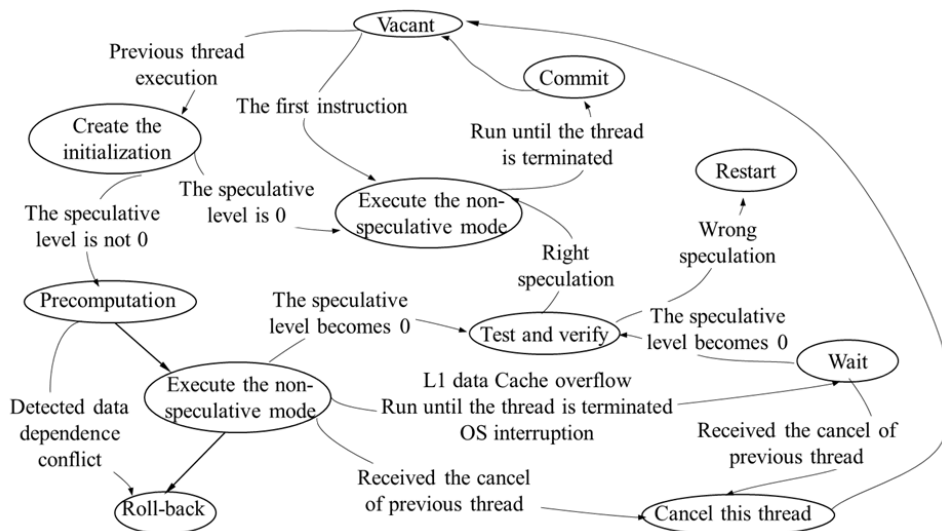 Vacant
Previous thread
execution
Commit
The first instruction
Create the
initialization
Run until the thread
is terminated
Restart
The speculative
level is 0
Execute the non-
speculative mode
The speculative
level is not 0
Wrong
speculation
Right
speculation
Precomputation
The speculative
level becomes 0
Test and verify
The speculative
level becomes 0
Wait
Execute the non-
speculative mode
L1 data Cache overflow
Run until the thread is terminated
OS interruption
Detected data
dependence
conflict
Received the cancel of
previous thread
Received the cancel
of previous thread
Roll-back
Cancel this thread